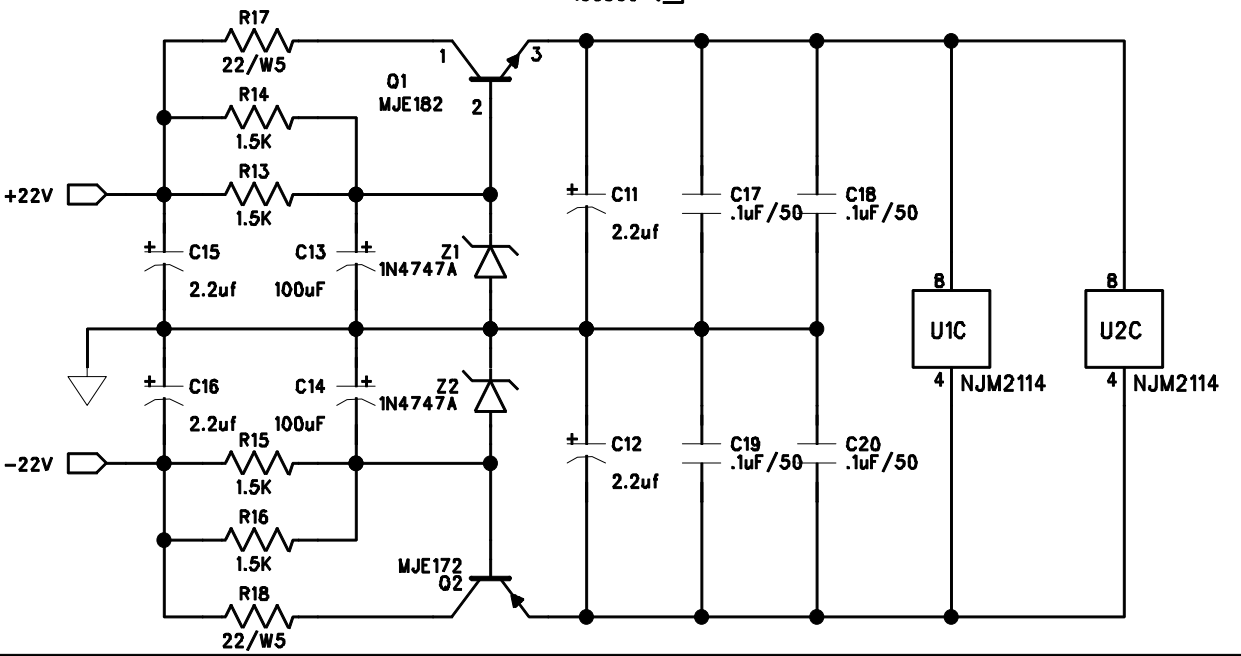 R17
22/W5
1
Q1
MJE182
3
2
R14
1.5K
R13
1.5K
+22V
+
C15
2.2uf
C13
+
100uF
Z1
1N4747A
+
C11
2.2uf
C17
.1uF/50
C18
.1uF/50
8
U1C
4
NJM2114
8
U2C
4
NJM2114
+
C16
2.2uf
C14
+
100uF
Z2
1N4747A
-22V
R15
1.5K
R16
1.5K
R18
22/W5
MJE172
Q2
+
C12
2.2uf
C19
.1uF/50
C20
.1uF/50